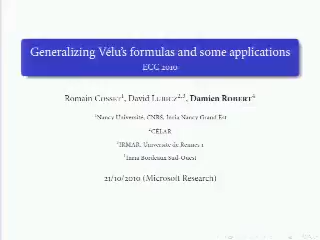 Generalizing Vélu's formulas and some applications
ECC 2010
Romain Cosset¹, David Lubicz²,³, Damien Robert⁴
¹Nancy Université, CNRS, Inria Nancy Grand Est
²CÉLAR
³IRMAR, Université de Rennes 1
⁴Inria Bordeaux Sud-Ouest
21/10/2010 (Microsoft Research)